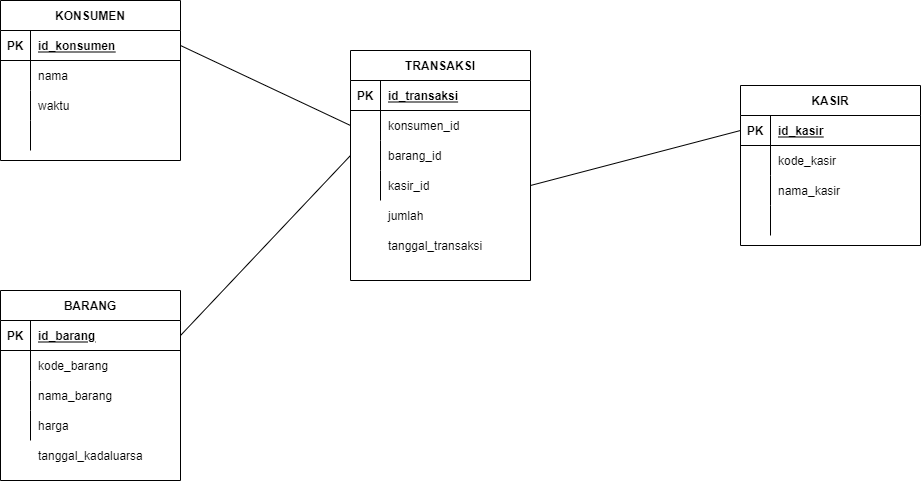 KONSUMEN
PK id_konsumen
nama
waktu
TRANSAKSI
PK id_transaksi
konsumen_id
barang_id
kasir_id
jumlah
tanggal_transaksi
KASIR
PK id_kasir
kode_kasir
nama_kasir
BARANG
PK id_barang
kode_barang
nama_barang
harga
tanggal_kadaluarsa